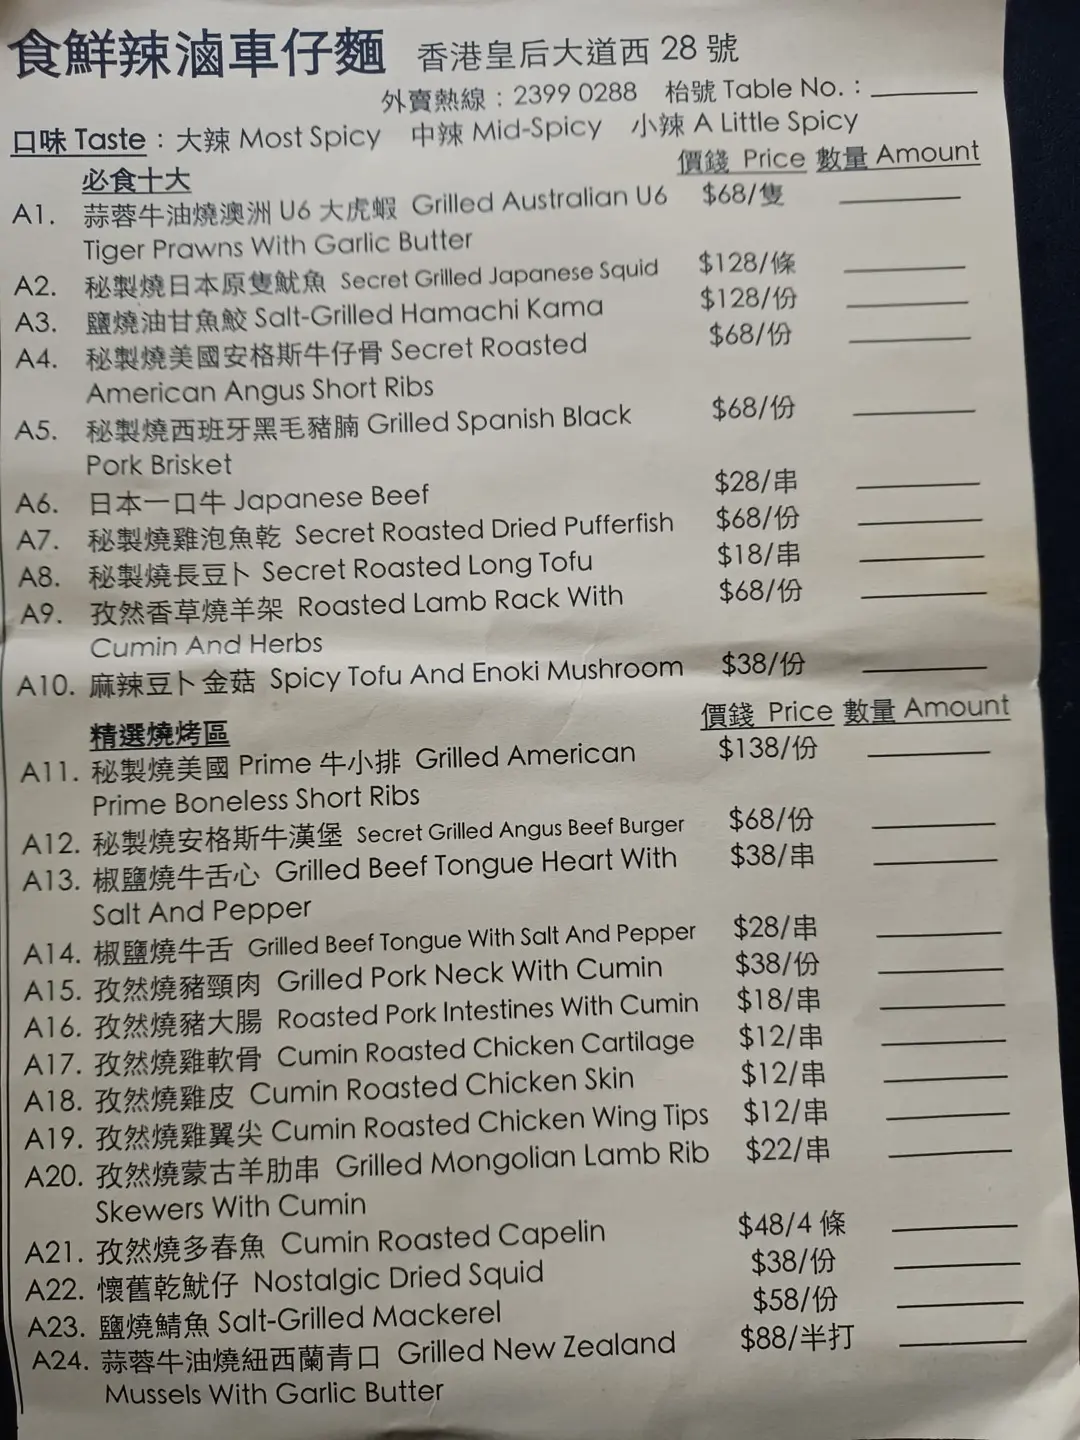 食鮮辣滷車仔麵 香港皇后大道西 28 號
外賣熱線：2399 0288 枱號 Table No.：
口味 Taste：大辣 Most Spicy 中辣 Mid-Spicy 小辣 A Little Spicy
必食十大 價錢 Price 數量 Amount
A1. 蒜蓉牛油燒澳洲 U6 大虎蝦 Grilled Australian U6 $68/隻
Tiger Prawns With Garlic Butter
A2. 秘製燒日本原隻魷魚 Secret Grilled Japanese Squid $128/條
A3. 鹽燒油甘魚鮫 Salt-Grilled Hamachi Kama $128/份
A4. 秘製燒美國安格斯牛仔骨 Secret Roasted $68/份
American Angus Short Ribs
A5. 秘製燒西班牙黑毛豬腩 Grilled Spanish Black $68/份
Pork Brisket
A6. 日本一口牛 Japanese Beef $28/串
A7. 秘製燒雞泡魚乾 Secret Roasted Dried Pufferfish $68/份
A8. 秘製燒長豆卜 Secret Roasted Long Tofu $18/串
A9. 孜然香草燒羊架 Roasted Lamb Rack With $68/份
Cumin And Herbs
A10. 麻辣豆卜金菇 Spicy Tofu And Enoki Mushroom $38/份
精選燒烤區 價錢 Price 數量 Amount
A11. 秘製燒美國 Prime 牛小排 Grilled American $138/份
Prime Boneless Short Ribs
A12. 秘製燒安格斯牛漢堡 Secret Grilled Angus Beef Burger $68/份
A13. 椒鹽燒牛舌心 Grilled Beef Tongue Heart With $38/串
Salt And Pepper
A14. 椒鹽燒牛舌 Grilled Beef Tongue With Salt And Pepper $28/串
A15. 孜然燒豬頸肉 Grilled Pork Neck With Cumin $38/份
A16. 孜然燒豬大腸 Roasted Pork Intestines With Cumin $18/串
A17. 孜然燒雞軟骨 Cumin Roasted Chicken Cartilage $12/串
A18. 孜然燒雞皮 Cumin Roasted Chicken Skin $12/串
A19. 孜然燒雞翼尖 Cumin Roasted Chicken Wing Tips $12/串
A20. 孜然燒蒙古羊肋串 Grilled Mongolian Lamb Rib $22/串
Skewers With Cumin
A21. 孜然燒多春魚 Cumin Roasted Capelin $48/4 條
A22. 懷舊乾魷仔 Nostalgic Dried Squid $38/份
A23. 鹽燒鯖魚 Salt-Grilled Mackerel $58/份
A24. 蒜蓉牛油燒紐西蘭青口 Grilled New Zealand $88/半打
Mussels With Garlic Butter